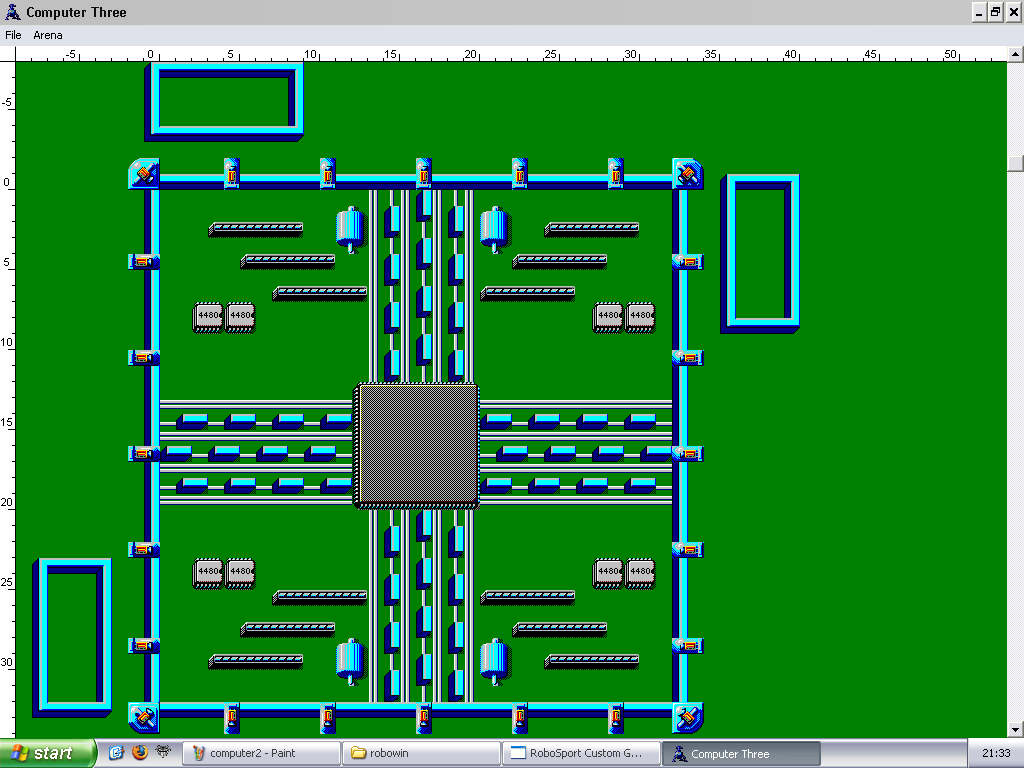 Computer Three
File Arena
-5 0 5 10 15 20 25 30 35 40 45 50
-5
0
5
4480 4480 4480 4480
10
15
20
4480 4480 4480 4480
25
30
start computer2 - Paint robowin RoboSport Custom G... Computer Three 21:33